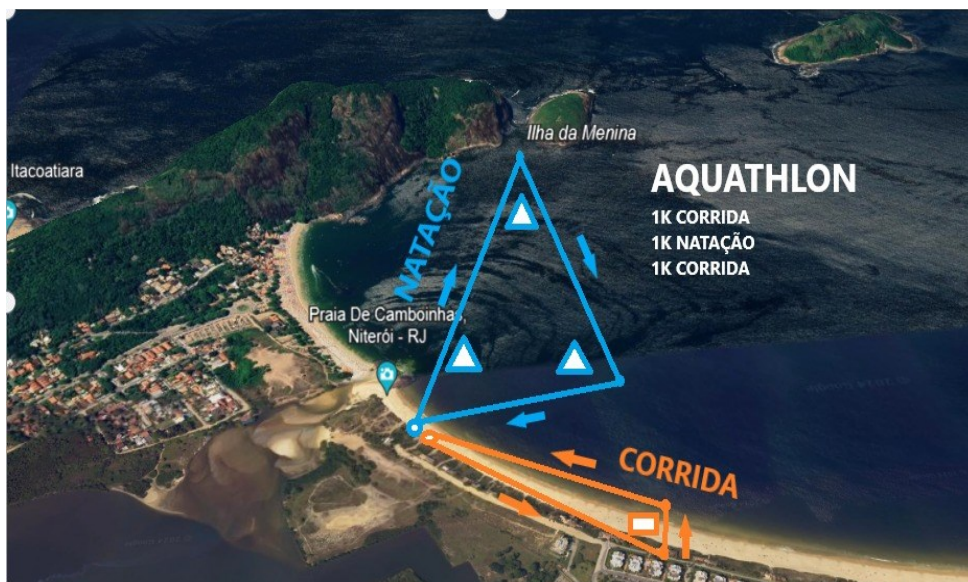 Itacoatiara
Ilha da Menina
NATAÇÃO
AQUATHLON
1K CORRIDA
1K NATAÇÃO
1K CORRIDA
Praia De Camboinhas,
Niterói - RJ
CORRIDA